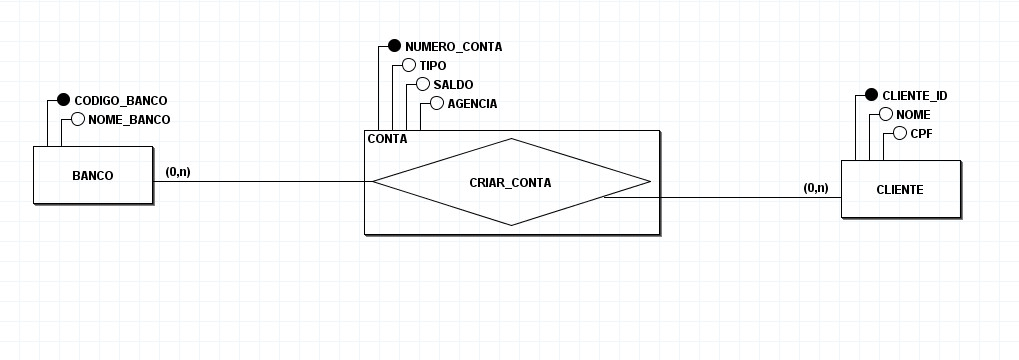 NUMERO_CONTA
TIPO
SALDO
AGENCIA
CODIGO_BANCO
NOME_BANCO
CLIENTE_ID
NOME
CPF
CONTA
BANCO
(0,n)
CRIAR_CONTA
(0,n)
CLIENTE